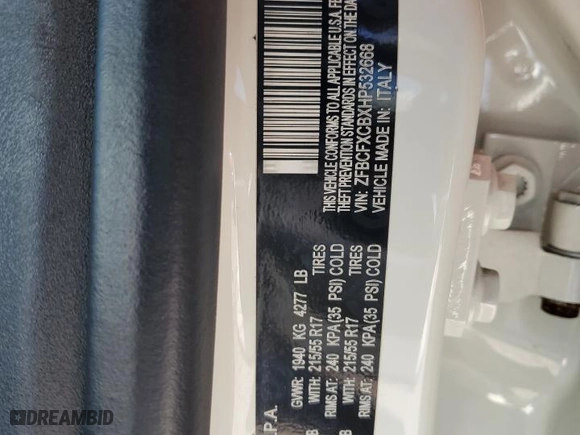 .P.A.
GVWR: 1940 KG 4277 LB
WITH: 215/55 R17 TIRES
RIMS AT: 240 KPA(35 PSI) COLD
B
WITH: 215/55 R17 TIRES
RIMS AT: 240 KPA(35 PSI) COLD
B
THIS VEHICLE CONFORMS TO ALL APPLICABLE U.S.A. FE
THEFT PREVENTION STANDARDS IN EFFECT ON THE DA
VIN: ZFBCFXCBXHP532668
VEHICLE MADE IN: ITALY
DREAMBID